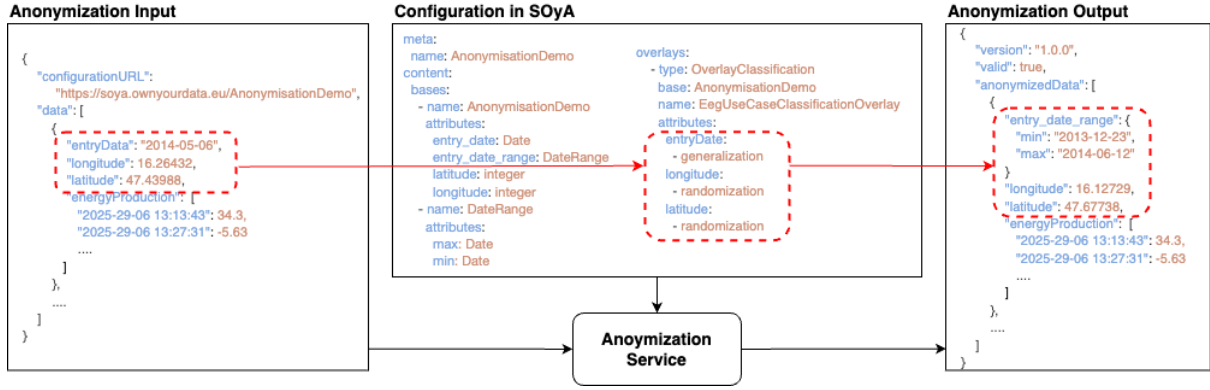 Anonymization Input
{
"configurationURL":
"https://soya.ownyourdata.eu/AnonymisationDemo",
"data": [
{
"entryData": "2014-05-06",
"longitude": 16.26432,
"latitude": 47.43988,
"energyProduction": [
"2025-29-06 13:13:43": 34.3,
"2025-29-06 13:27:31": -5.63
....
]
},
....
]
}
Configuration in SOyA
meta:
name: AnonymisationDemo
content:
bases:
- name: AnonymisationDemo
attributes:
entry_date: Date
entry_date_range: DateRange
latitude: integer
longitude: integer
- name: DateRange
attributes:
max: Date
min: Date
overlays:
- type: OverlayClassification
base: AnonymisationDemo
name: EegUseCaseClassificationOverlay
attributes:
entryDate:
- generalization
longitude:
- randomization
latitude:
- randomization
Anoymization
Service
Anonymization Output
{
"version": "1.0.0",
"valid": true,
"anonymizedData": [
{
"entry_date_range": {
"min": "2013-12-23",
"max": "2014-06-12"
}
"longitude": 16.12729,
"latitude": 47.67738,
"energyProduction": [
"2025-29-06 13:13:43": 34.3,
"2025-29-06 13:27:31": -5.63
....
]
},
....
]
}